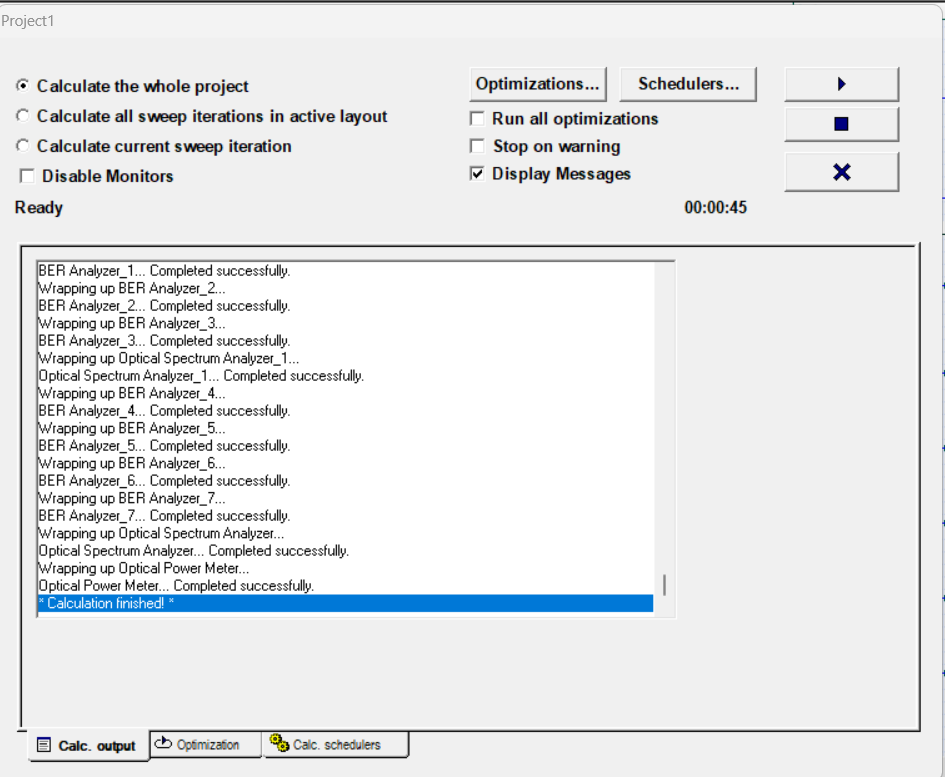 Project1
Calculate the whole project
Optimizations... Schedulers...
Calculate all sweep iterations in active layout
Run all optimizations
Calculate current sweep iteration
Stop on warning
Disable Monitors
Display Messages
Ready
00:00:45
BER Analyzer_1... Completed successfully.
Wrapping up BER Analyzer_2...
BER Analyzer_2... Completed successfully.
Wrapping up BER Analyzer_3...
BER Analyzer_3... Completed successfully.
Wrapping up Optical Spectrum Analyzer_1...
Optical Spectrum Analyzer_1... Completed successfully.
Wrapping up BER Analyzer_4...
BER Analyzer_4... Completed successfully.
Wrapping up BER Analyzer_5...
BER Analyzer_5... Completed successfully.
Wrapping up BER Analyzer_6...
BER Analyzer_6... Completed successfully.
Wrapping up BER Analyzer_7...
BER Analyzer_7... Completed successfully.
Wrapping up Optical Spectrum Analyzer...
Optical Spectrum Analyzer... Completed successfully.
Wrapping up Optical Power Meter...
Optical Power Meter... Completed successfully.
* Calculation finished! *
Calc. output Optimization Calc. schedulers